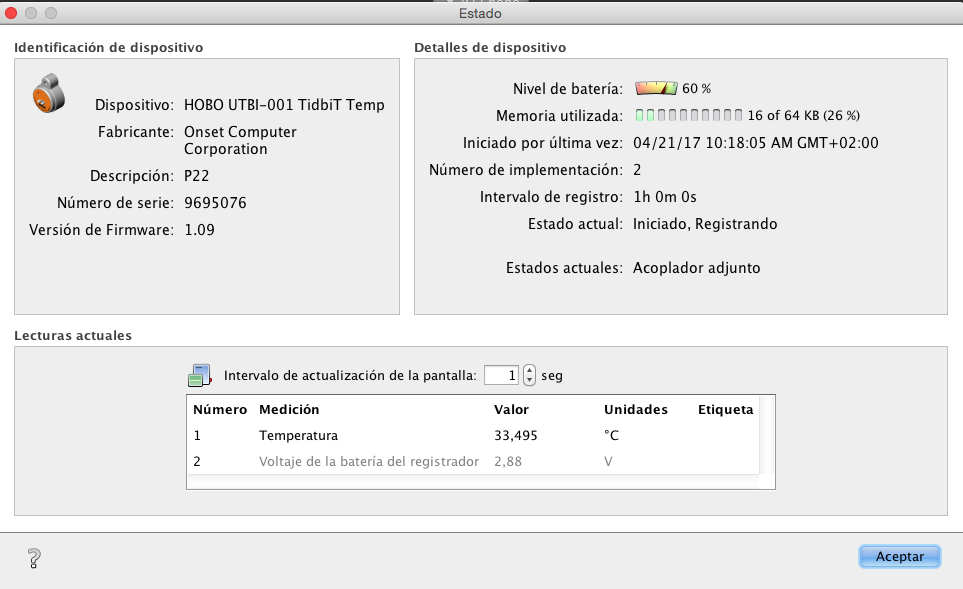 Estado
Identificación de dispositivo
Dispositivo: HOBO UTBI-001 TidbiT Temp
Fabricante: Onset Computer
Corporation
Descripción: P22
Número de serie: 9695076
Versión de Firmware: 1.09
Detalles de dispositivo
Nivel de batería: 60 %
Memoria utilizada: 16 of 64 KB (26 %)
Iniciado por última vez: 04/21/17 10:18:05 AM GMT+02:00
Número de implementación: 2
Intervalo de registro: 1h 0m 0s
Estado actual: Iniciado, Registrando
Estados actuales: Acoplador adjunto
Lecturas actuales
Intervalo de actualización de la pantalla: 1 seg
Número Medición Valor Unidades Etiqueta
1 Temperatura 33,495 °C
2 Voltaje de la batería del registrador 2,88 V
?
Aceptar